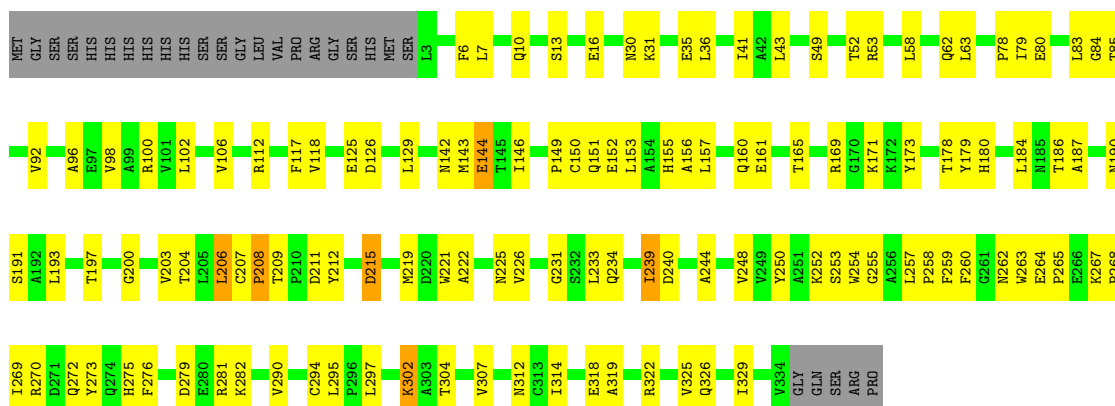 MET GLY SER SER HIS HIS HIS HIS HIS HIS SER SER GLY LEU VAL PRO ARG GLY SER HIS MET SER L3 F6 L7 Q10 S13 E16 N30 K31 E35 L36 I41 A42 L43 S49 T52 R53 L58 Q62 L63 P78 I79 E80 L83 G84 T85
V92 A96 E97 V98 A99 R100 V101 L102 V106 R112 F117 V118 E125 D126 L129 N142 M143 E144 T145 I146 P149 C150 Q151 E152 L153 A154 H155 A156 L157 Q160 E161 T165 R169 G170 K171 K172 Y173 T178 Y179 H180 L184 N185 T186 A187 N190
S191 A192 L193 T197 G200 V203 T204 L205 L206 C207 P208 T209 P210 D211 Y212 D215 M219 D220 W221 A222 N225 V226 G231 S232 L233 Q234 I239 D240 A244 V248 V249 Y250 A251 K252 S253 W254 G255 A256 L257 P258 F259 F260 G261 N262 W263 E264 P265 E266 K267
I269 R270 D271 Q272 Y273 Q274 H275 F276 D279 E280 R281 K282 V290 C294 L295 P296 L297 K302 A303 T304 V307 N312 C313 I314 E318 A319 R322 V325 Q326 I329 V334 GLY GLN SER ARG PRO